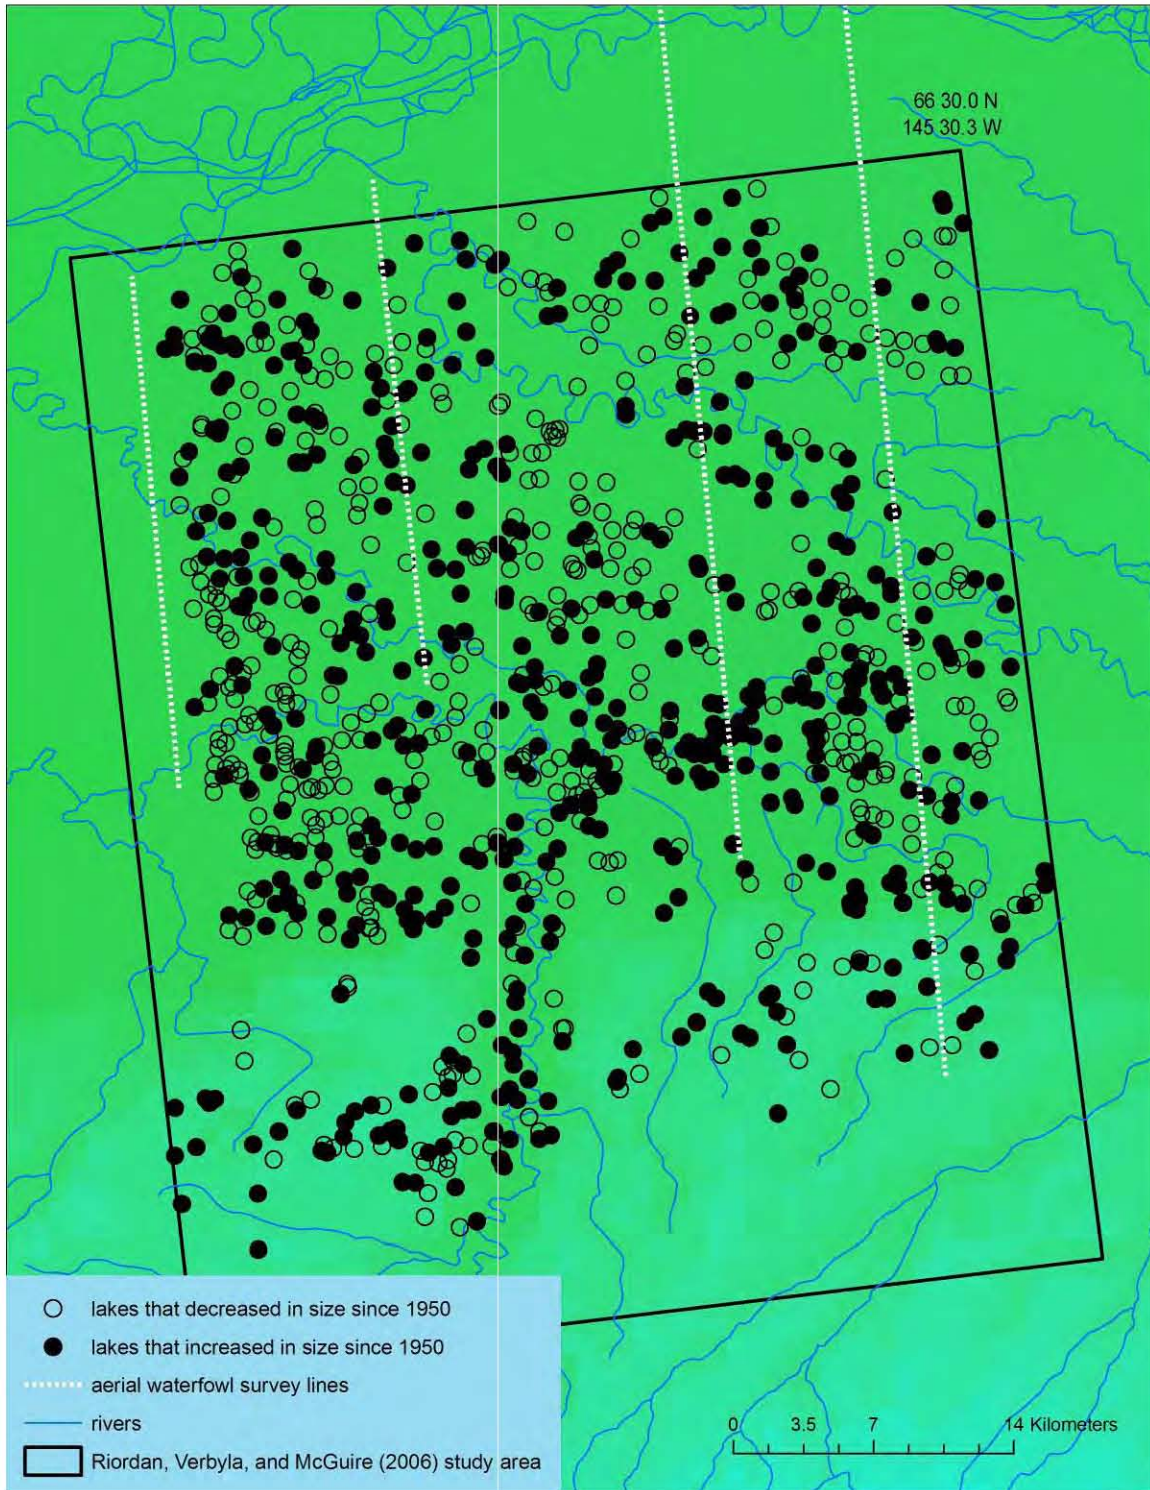 66 30.0 N
145 30.3 W
lakes that decreased in size since 1950
lakes that increased in size since 1950
aerial waterfowl survey lines
rivers
Riordan, Verbyla, and McGuire (2006) study area
0 3.5 7 14 Kilometers